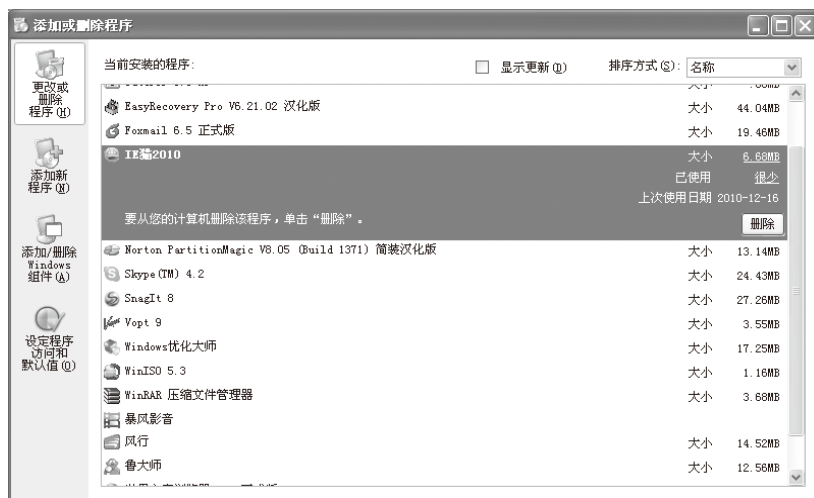 添加或删除程序
更改或
删除
程序(H)
添加新
程序(N)
添加/删除
Windows
组件(A)
设定程序
访问和
默认值(O)
当前安装的程序: 显示更新(D) 排序方式(S): 名称
EasyRecovery Pro V6.21.02 汉化版 大小 44.04MB
Foxmail 6.5 正式版 大小 19.46MB
IE猫2010 大小 6.68MB
已使用 很少
上次使用日期 2010-12-16
要从您的计算机删除该程序，单击“删除”。 删除
Norton PartitionMagic V8.05 (Build 1371) 简装汉化版 大小 13.14MB
Skype(TM) 4.2 大小 24.43MB
SnagIt 8 大小 27.26MB
Vopt 9 大小 3.55MB
Windows优化大师 大小 17.25MB
WinISO 5.3 大小 1.16MB
WinRAR 压缩文件管理器 大小 3.68MB
暴风影音
风行 大小 14.52MB
鲁大师 大小 12.56MB